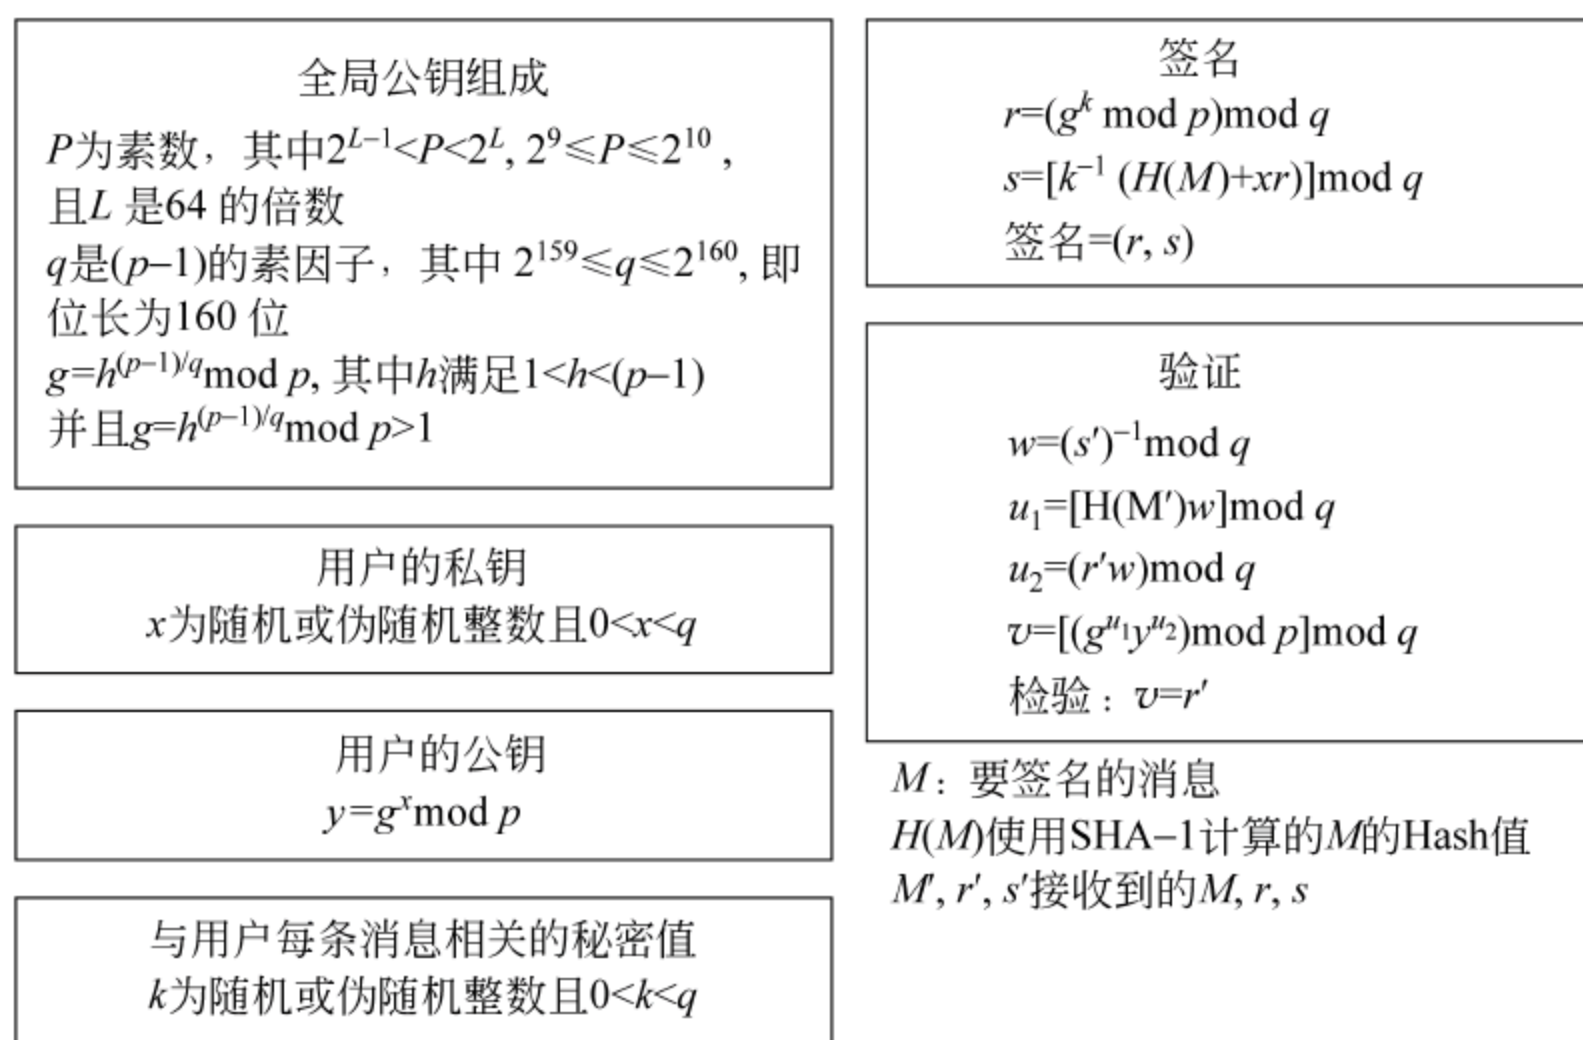 全局公钥组成
P为素数，其中2^{L−1}<P<2^L, 2^9≤P≤2^{10}，
且L 是64 的倍数
q是(p−1)的素因子，其中 2^{159}≤q≤2^{160}, 即
位长为160 位
g=h^{(p−1)/q}mod p, 其中h满足1<h<(p−1)
并且g=h^{(p−1)/q}mod p>1
用户的私钥
x为随机或伪随机整数且0<x<q
用户的公钥
y=g^x mod p
与用户每条消息相关的秘密值
k为随机或伪随机整数且0<k<q
签名
r=(g^k mod p)mod q
s=[k^{−1} (H(M)+xr)]mod q
签名=(r, s)
验证
w=(s′)^{−1}mod q
u_1=[H(M′)w]mod q
u_2=(r′w)mod q
v=[(g^{u_1}y^{u_2})mod p]mod q
检验：v=r′
M：要签名的消息
H(M)使用SHA−1计算的M的Hash值
M′, r′, s′接收到的M, r, s